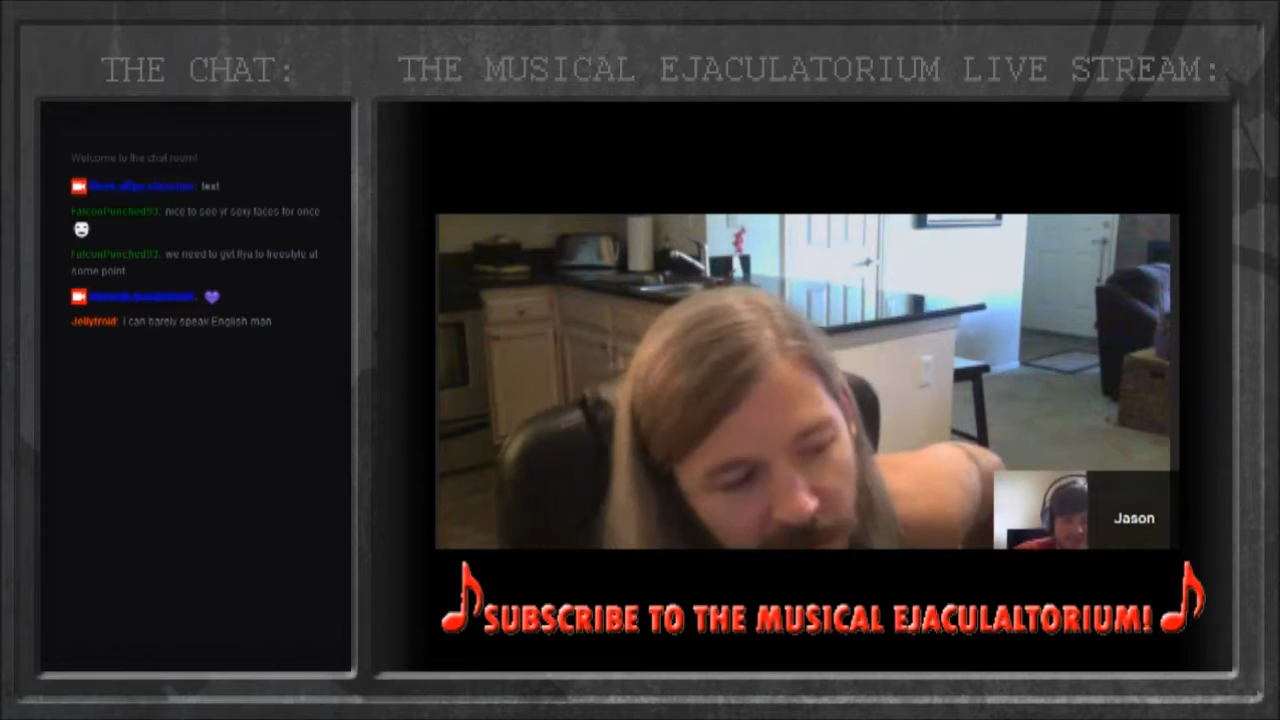 THE CHAT:
THE MUSICAL EJACULATORIUM LIVE STREAM:
Welcome to the chat room!
text
FalconPunched93: nice to see yr sexy faces for once
FalconPunched93: we need to get Ilya to freestyle at
some point
Jellytroid: I can barely speak English man
Jason
SUBSCRIBE TO THE MUSICAL EJACULALTORIUM!